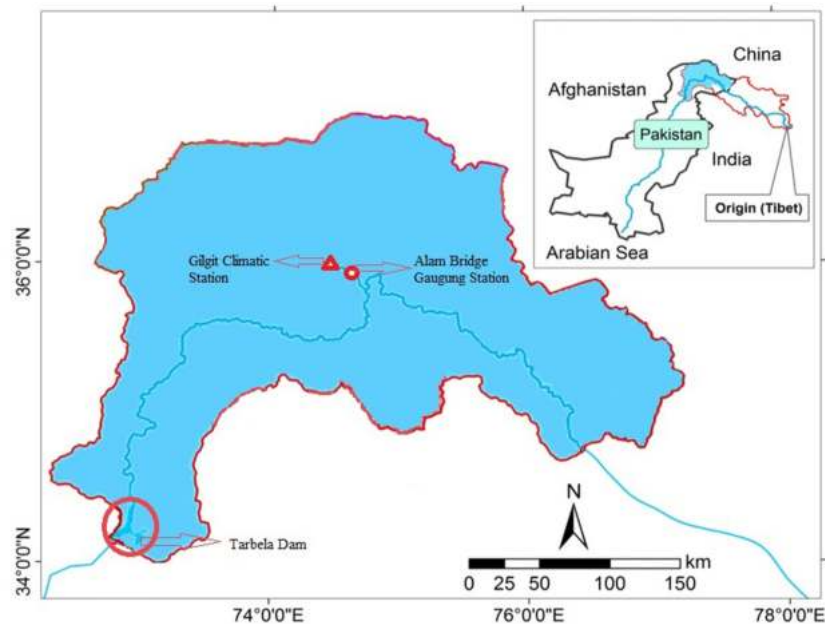 China
Afghanistan
Pakistan
India
Origin (Tibet)
Arabian Sea
36°0'0"N
Gilgit Climatic
Station
Alam Bridge
Gaugung Station
Tarbela Dam
N
km
0 25 50 100 150
34°0'0"N
74°0'0"E 76°0'0"E 78°0'0"E